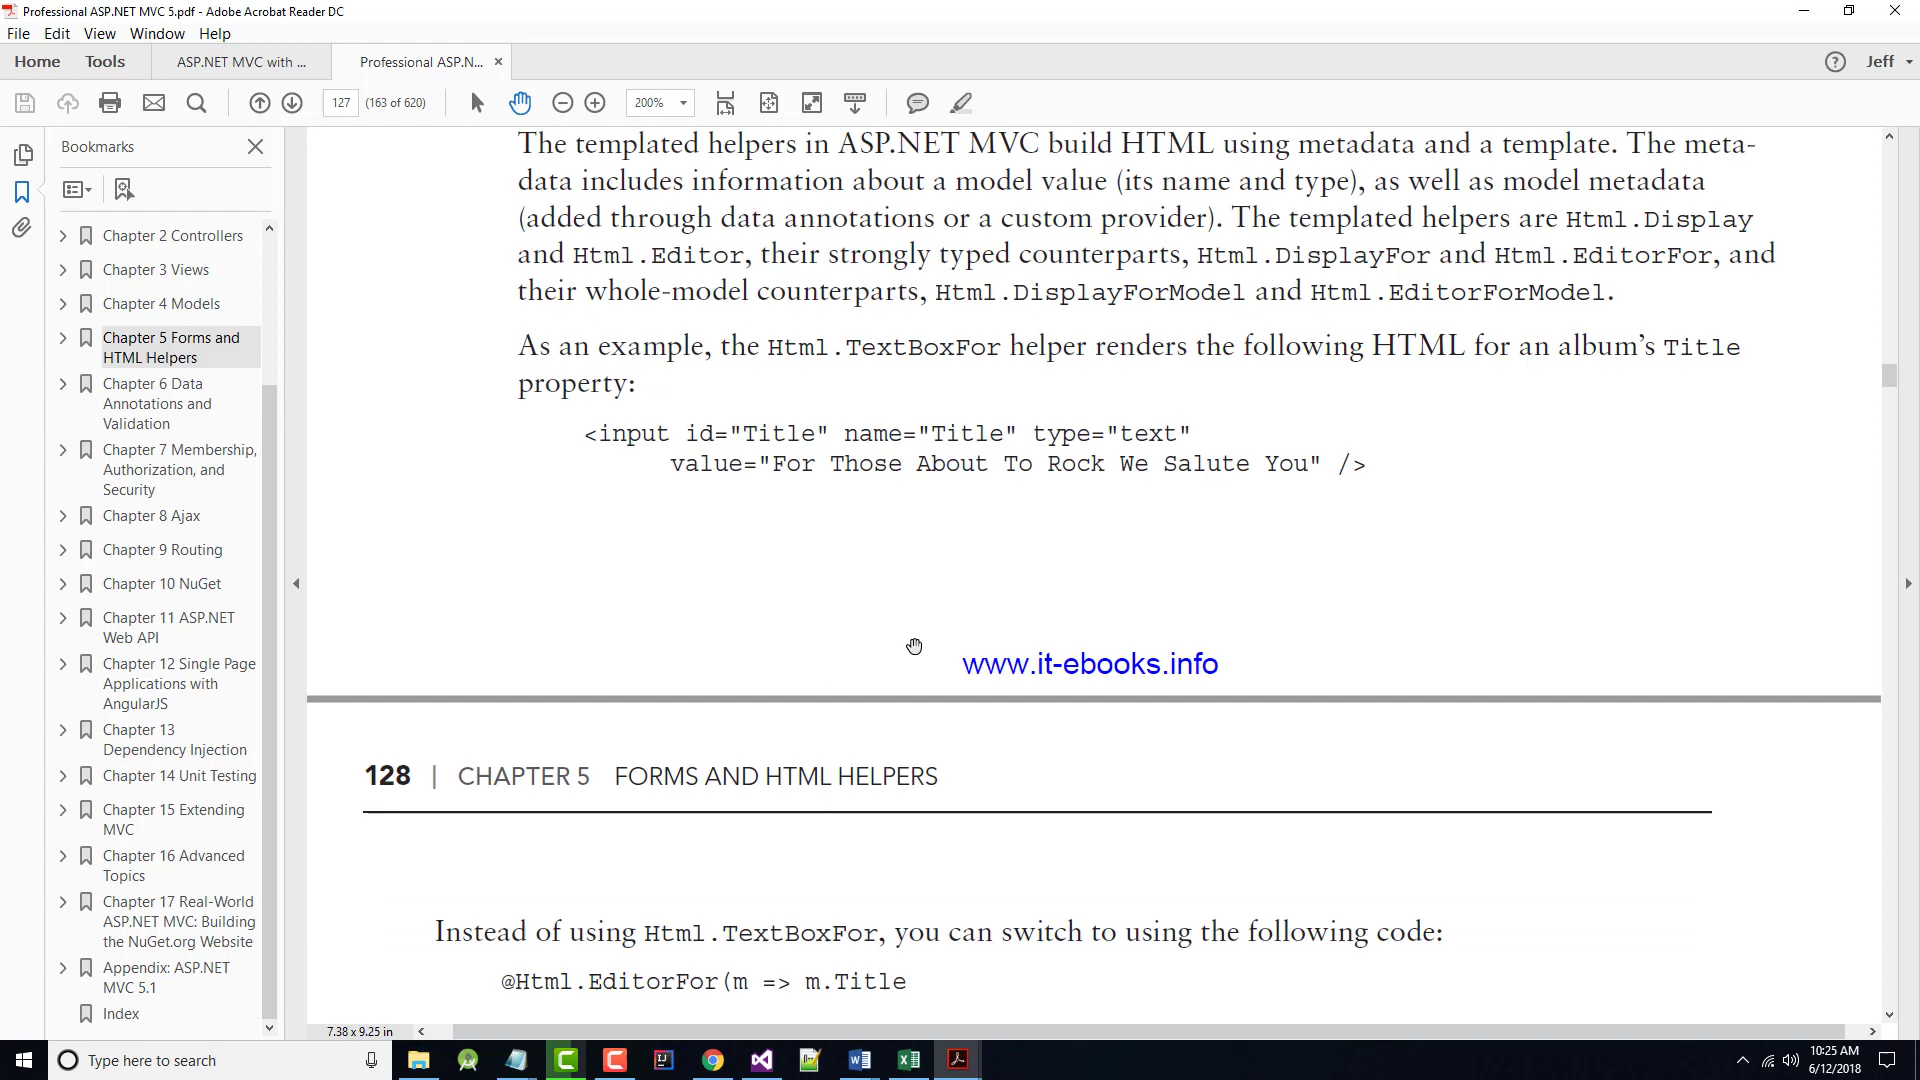 Professional ASP.NET MVC 5.pdf - Adobe Acrobat Reader DC
File Edit View Window Help
Home Tools ASP.NET MVC with ... Professional ASP.N... Jeff
127 (163 of 620) 200%
Bookmarks
Chapter 2 Controllers
Chapter 3 Views
Chapter 4 Models
Chapter 5 Forms and
HTML Helpers
Chapter 6 Data
Annotations and
Validation
Chapter 7 Membership,
Authorization, and
Security
Chapter 8 Ajax
Chapter 9 Routing
Chapter 10 NuGet
Chapter 11 ASP.NET
Web API
Chapter 12 Single Page
Applications with
AngularJS
Chapter 13
Dependency Injection
Chapter 14 Unit Testing
Chapter 15 Extending
MVC
Chapter 16 Advanced
Topics
Chapter 17 Real-World
ASP.NET MVC: Building
the NuGet.org Website
Appendix: ASP.NET
MVC 5.1
Index
The templated helpers in ASP.NET MVC build HTML using metadata and a template. The meta-
data includes information about a model value (its name and type), as well as model metadata
(added through data annotations or a custom provider). The templated helpers are Html.Display
and Html.Editor, their strongly typed counterparts, Html.DisplayFor and Html.EditorFor, and
their whole-model counterparts, Html.DisplayForModel and Html.EditorForModel.
As an example, the Html.TextBoxFor helper renders the following HTML for an album's Title
property:
<input id="Title" name="Title" type="text"
value="For Those About To Rock We Salute You" />
www.it-ebooks.info
128 | CHAPTER 5 FORMS AND HTML HELPERS
Instead of using Html.TextBoxFor, you can switch to using the following code:
@Html.EditorFor(m => m.Title
7.38 x 9.25 in
Type here to search
10:25 AM
6/12/2018